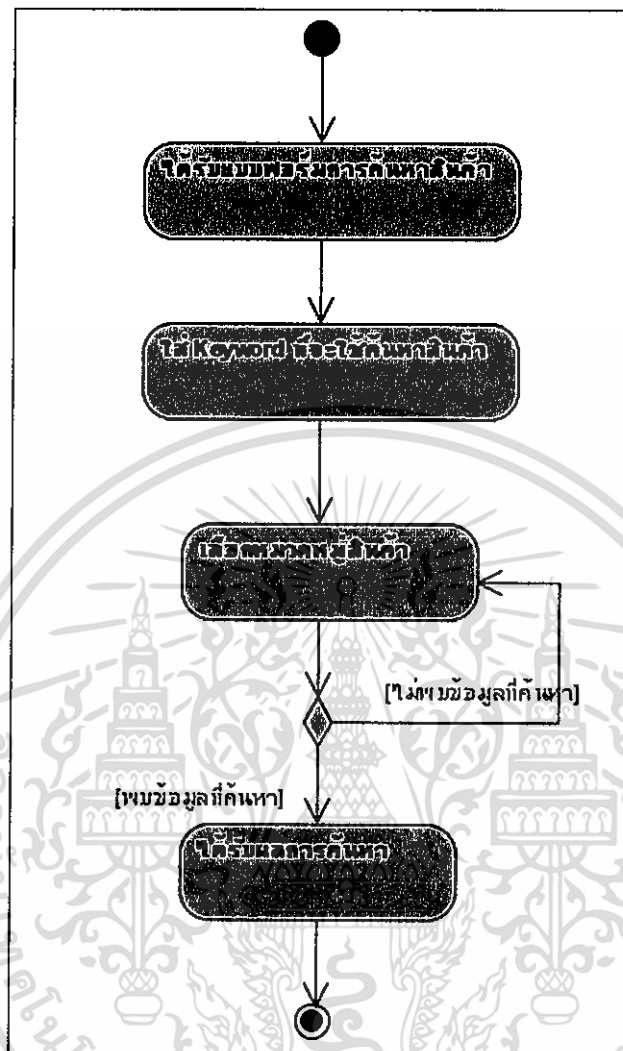 ได้รับแบบฟอร์มการค้นหาสินค้า
ใส่ Keyword ที่จะใช้ค้นหาสินค้า
เลือกหมวดหมู่สินค้า
[ไม่พบข้อมูลที่ค้นหา]
[พบข้อมูลที่ค้นหา]
ได้รับผลการค้นหา